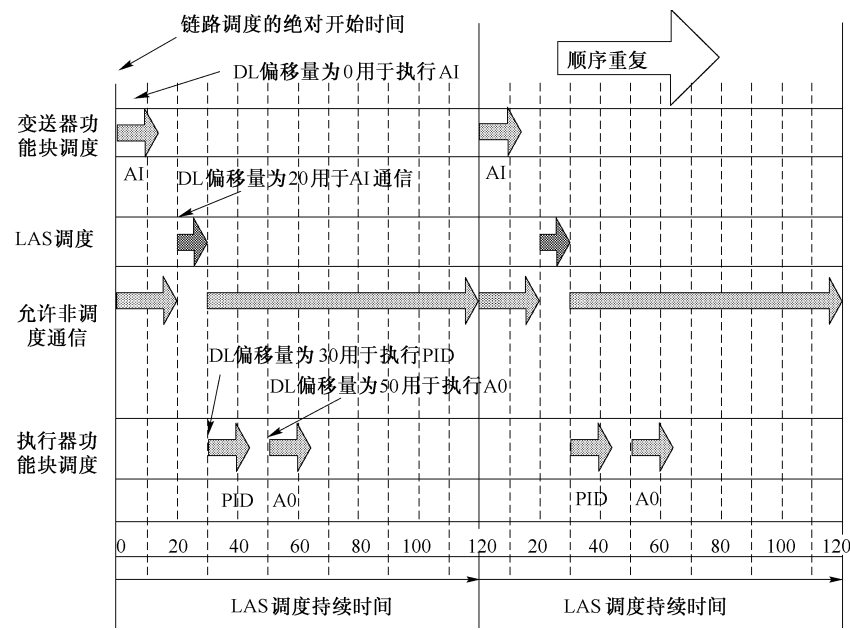 链路调度的绝对开始时间
顺序重复
DL偏移量为0用于执行AI
变送器功
能块调度
AI
AI
DL偏移量为20用于AI通信
LAS调度
允许非调
度通信
DL偏移量为30用于执行PID
DL偏移量为50用于执行A0
执行器功
能块调度
PID
A0
PID
A0
0 20 40 60 80 100 120 20 40 60 80 100 120
LAS调度持续时间
LAS调度持续时间